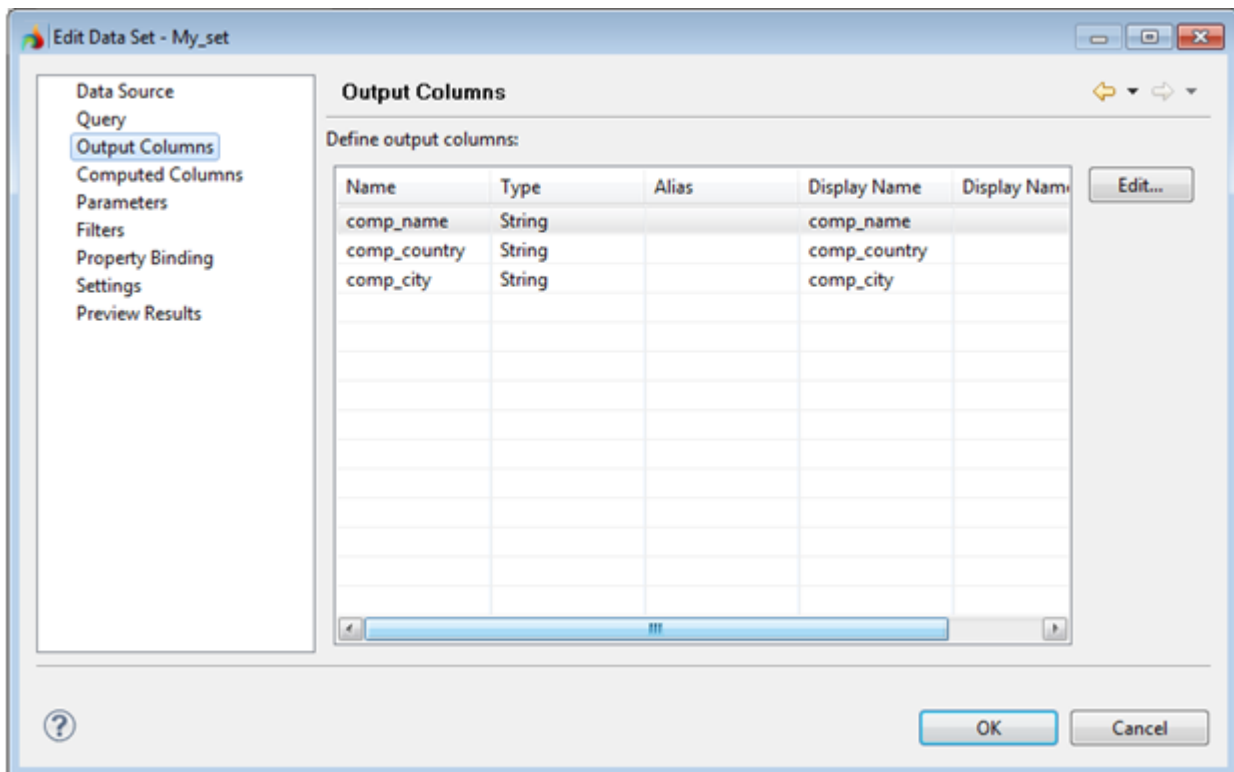 Edit Data Set - My_set
Data Source
Query
Output Columns
Computed Columns
Parameters
Filters
Property Binding
Settings
Preview Results
Output Columns
Define output columns:
Name Type Alias Display Name Display Nam
comp_name String comp_name
comp_country String comp_country
comp_city String comp_city
Edit...
?
OK Cancel